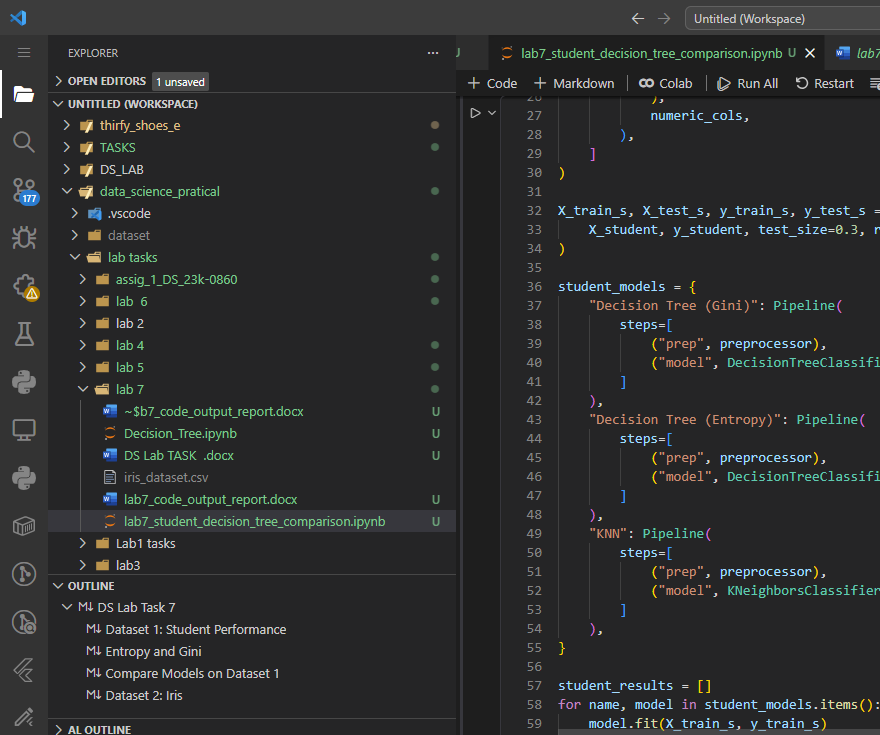 Untitled (Workspace)
EXPLORER
lab7_student_decision_tree_comparison.ipynb U
lab7
OPEN EDITORS 1 unsaved
Code
Markdown
Colab
Run All
Restart
UNTITLED (WORKSPACE)
thirfy_shoes_e
TASKS
DS_LAB
data_science_pratical
.vscode
dataset
lab tasks
assig_1_DS_23k-0860
lab 6
lab 2
lab 4
lab 5
lab 7
~$b7_code_output_report.docx U
Decision_Tree.ipynb U
DS Lab TASK .docx U
iris_dataset.csv
lab7_code_output_report.docx U
lab7_student_decision_tree_comparison.ipynb U
Lab1 tasks
lab3
177
OUTLINE
DS Lab Task 7
Dataset 1: Student Performance
Entropy and Gini
Compare Models on Dataset 1
Dataset 2: Iris
AL OUTLINE
26 ),
27 numeric_cols,
28 ),
29 ]
30 )
31
32 X_train_s, X_test_s, y_train_s, y_test_s =
33 X_student, y_student, test_size=0.3, r
34 )
35
36 student_models = {
37 "Decision Tree (Gini)": Pipeline(
38 steps=[
39 ("prep", preprocessor),
40 ("model", DecisionTreeClassifi
41 ]
42 ),
43 "Decision Tree (Entropy)": Pipeline(
44 steps=[
45 ("prep", preprocessor),
46 ("model", DecisionTreeClassifi
47 ]
48 ),
49 "KNN": Pipeline(
50 steps=[
51 ("prep", preprocessor),
52 ("model", KNeighborsClassifier
53 ]
54 ),
55 }
56
57 student_results = []
58 for name, model in student_models.items():
59 model.fit(X_train_s, y_train_s)